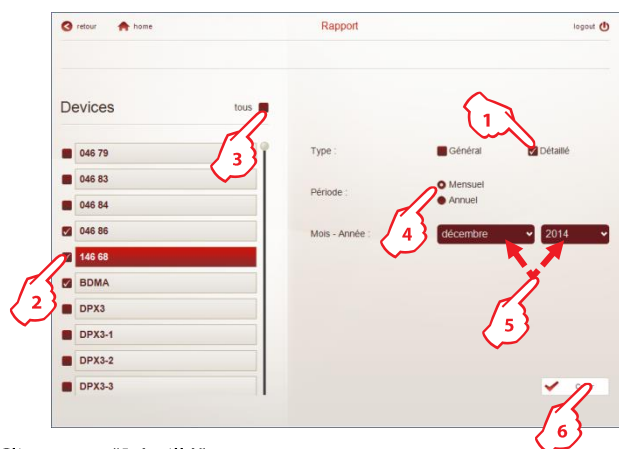 retour home Rapport logout
Devices tous
1
3
Type : Général Détaillé
046 79
046 83
Période : Mensuel
Annuel
046 84
4
046 86
Mois - Année : décembre 2014
146 68
2
BDMA
5
DPX3
DPX3-1
DPX3-2
DPX3-3
6